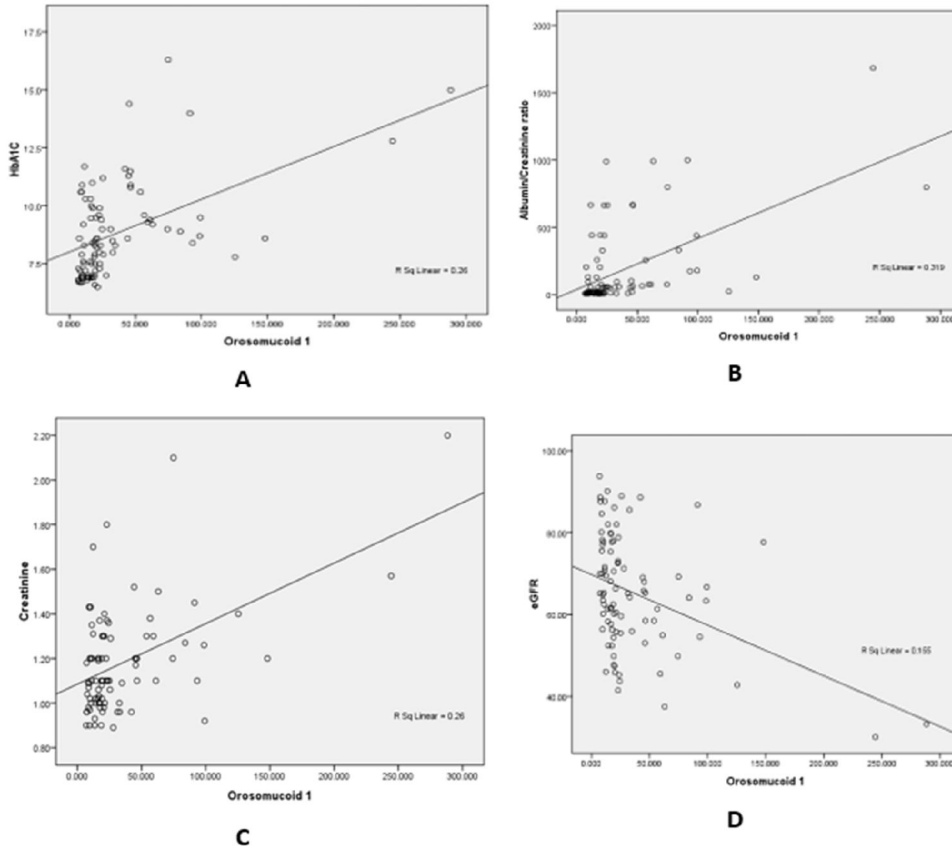 17.5
15.0
12.5
10.0
7.5
HbA1C
R Sq Linear = 0.26
0.000 50.000 100.000 150.000 200.000 250.000 300.000
Orosomucoid 1
A
2000
1500
1000
500
0
Albumin/Creatinine ratio
R Sq Linear = 0.319
0.000 50.000 100.000 150.000 200.000 250.000 300.000
Orosomucoid 1
B
2.20
2.00
1.80
1.60
1.40
1.20
1.00
0.80
Creatinine
R Sq Linear = 0.26
0.000 50.000 100.000 150.000 200.000 250.000 300.000
Orosomucoid 1
C
100.00
80.00
60.00
40.00
eGFR
R Sq Linear = 0.155
0.000 50.000 100.000 150.000 200.000 250.000 300.000
Orosomucoid 1
D